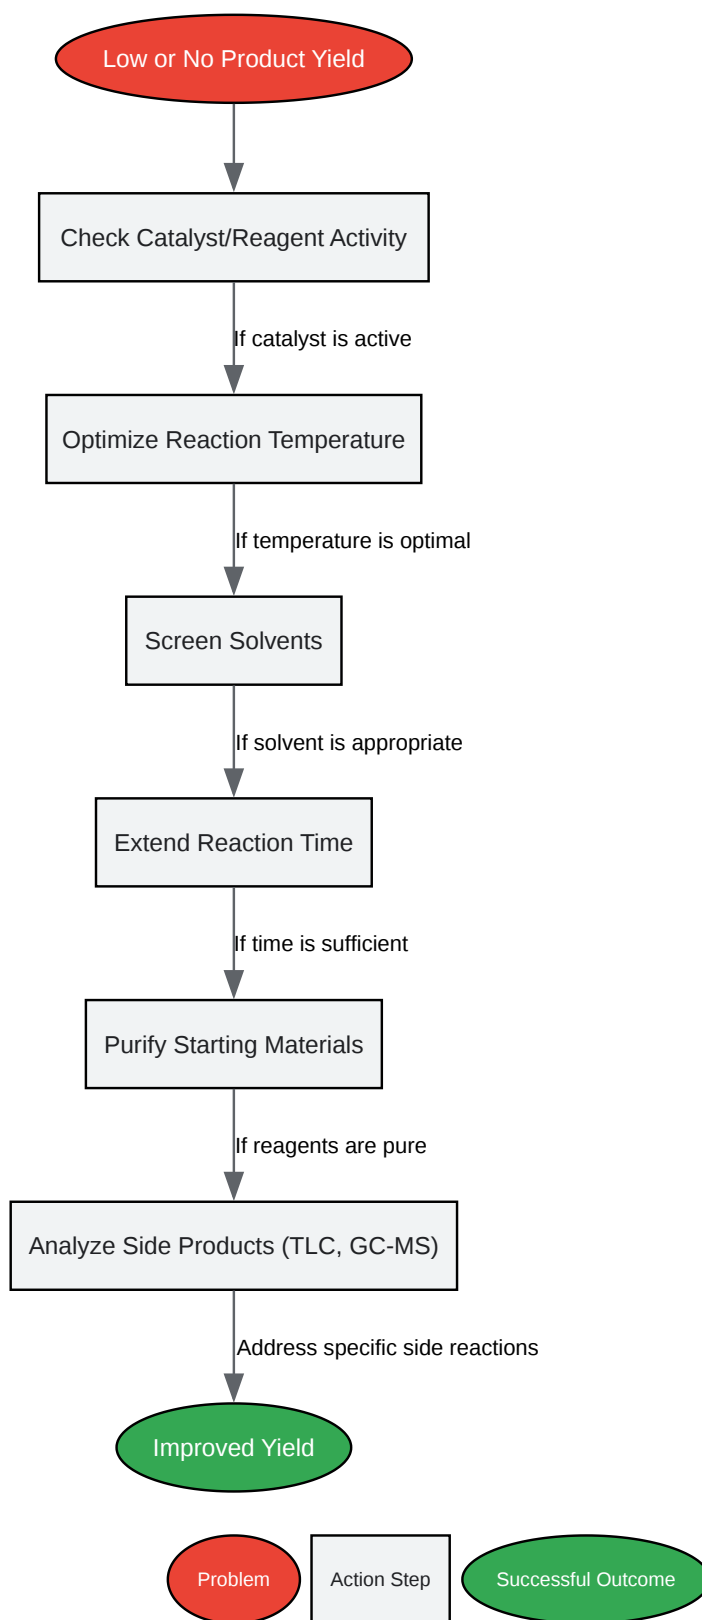 Low or No Product Yield
Check Catalyst/Reagent Activity
If catalyst is active
Optimize Reaction Temperature
If temperature is optimal
Screen Solvents
If solvent is appropriate
Extend Reaction Time
If time is sufficient
Purify Starting Materials
If reagents are pure
Analyze Side Products (TLC, GC-MS)
Address specific side reactions
Improved Yield
Problem
Action Step
Successful Outcome